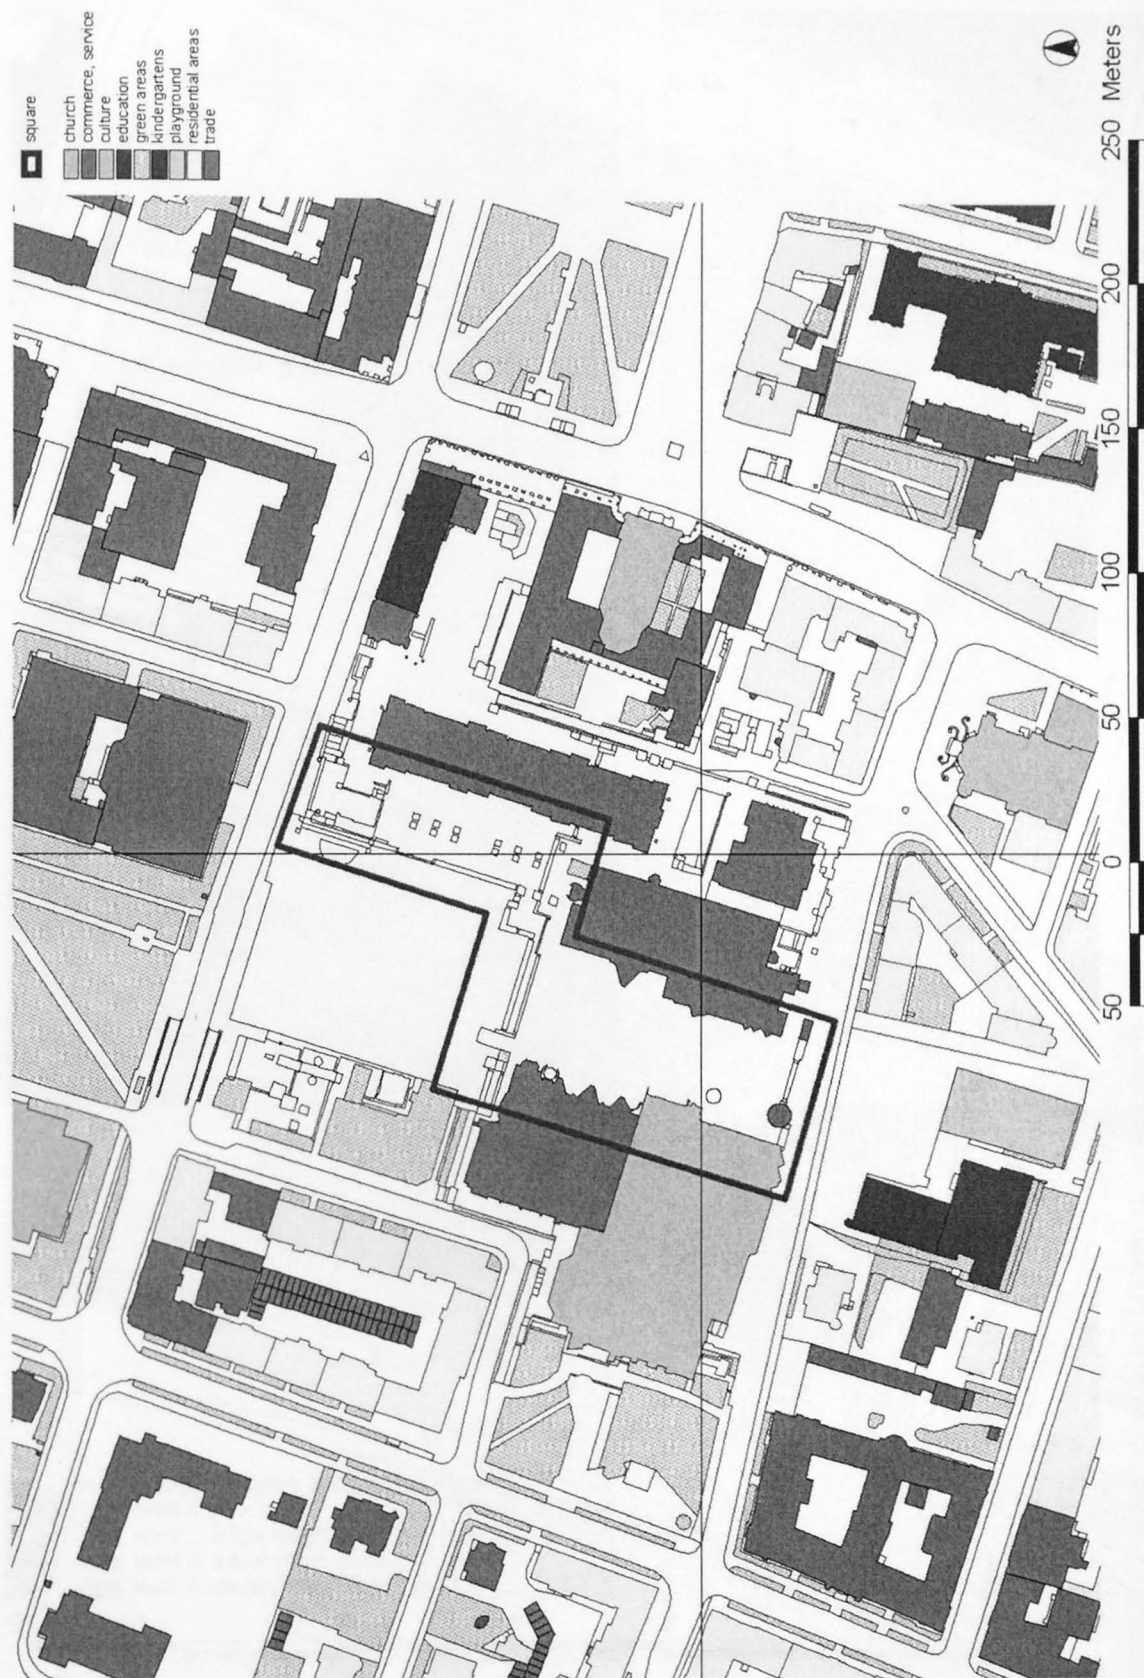 square
church
commerce, service
culture
education
green areas
kindergartens
playground
residential areas
trade
50 0 50 100 150 200 250 Meters